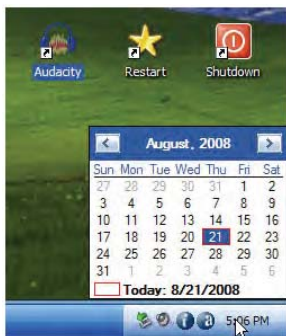 Audacity Restart Shutdown
August, 2008
Sun Mon Tue Wed Thu Fri Sat
27 28 29 30 31 1 2
3 4 5 6 7 8 9
10 11 12 13 14 15 16
17 18 19 20 21 22 23
24 25 26 27 28 29 30
31 1 2 3 4 5 6
Today: 8/21/2008
5:06 PM